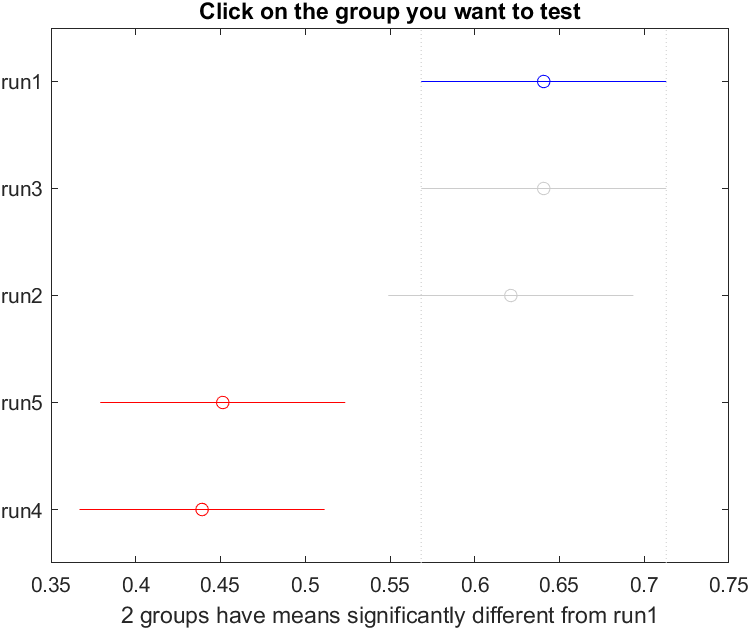 Click on the group you want to test
run1
run3
run2
run5
run4
0.35 0.4 0.45 0.5 0.55 0.6 0.65 0.7 0.75
2 groups have means significantly different from run1